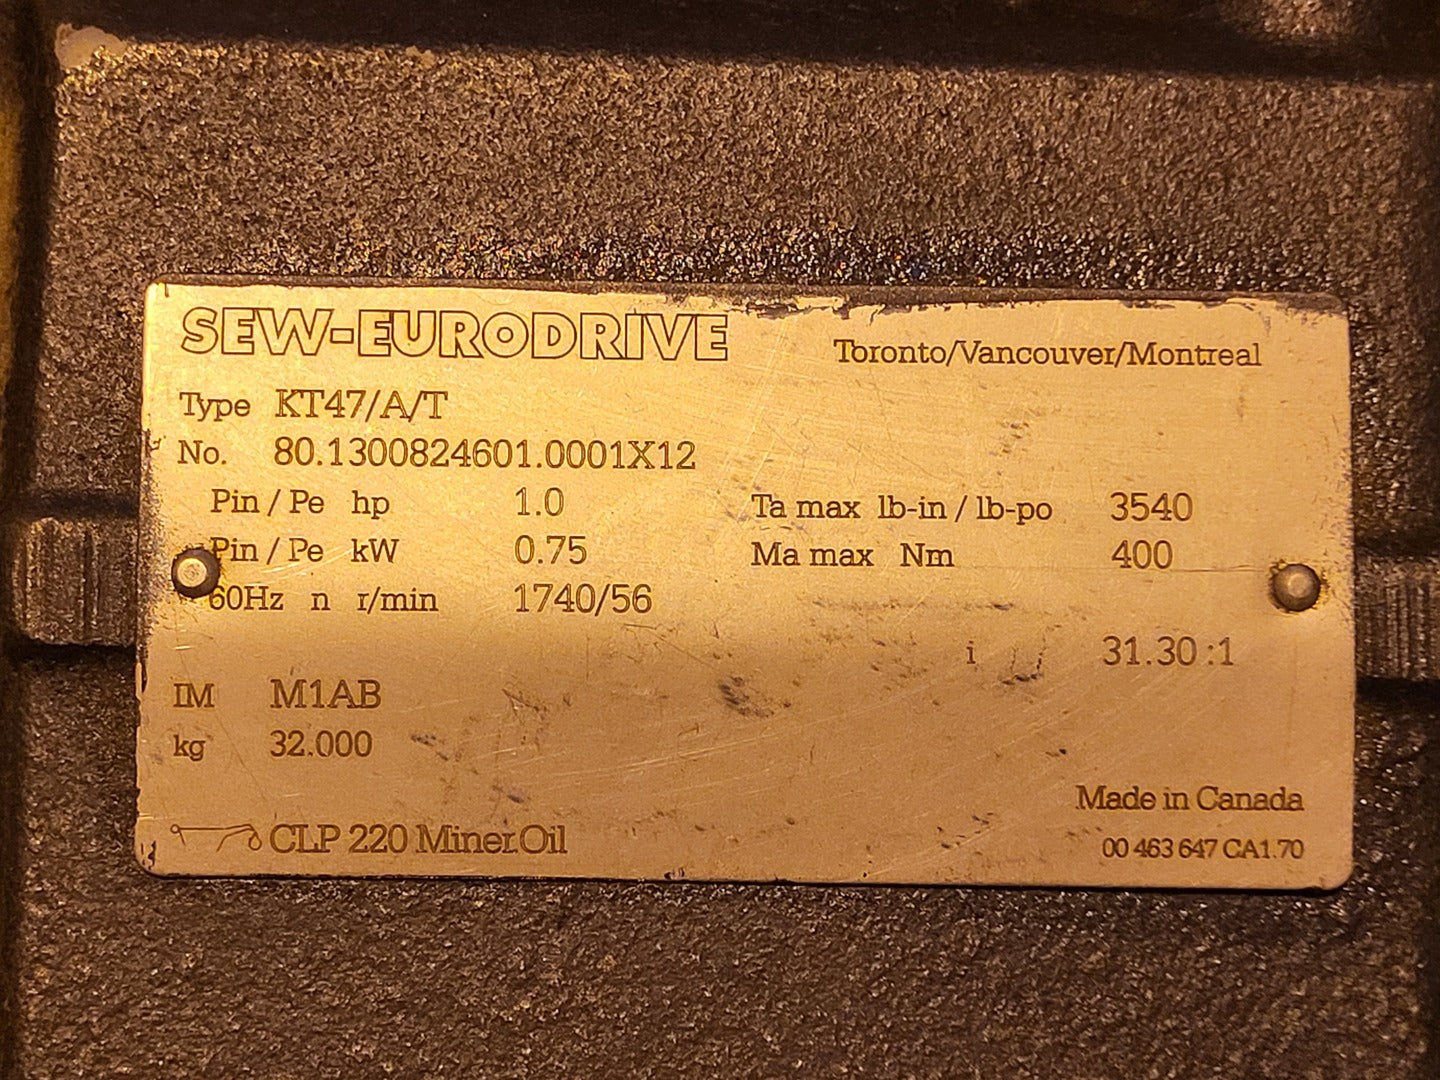 SEW-EURODRIVE
Toronto/Vancouver/Montreal
Type KT47/A/T
No. 80.1300824601.0001X12
Pin / Pe hp 1.0 Ta max lb-in / lb-po 3540
Pin / Pe kW 0.75 Ma max Nm 400
60Hz n r/min 1740/56
i 31.30 :1
IM M1AB
kg 32.000
Made in Canada
CLP 220 Miner.Oil
00 463 647 CA1.70